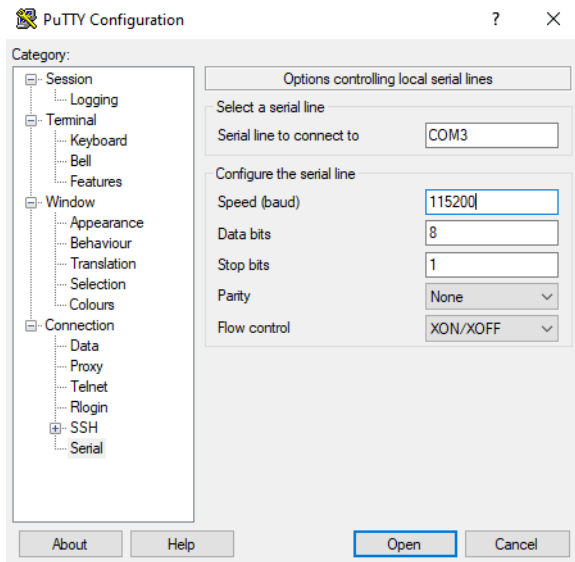 PuTTY Configuration
?
Category:
Session
Logging
Terminal
Keyboard
Bell
Features
Window
Appearance
Behaviour
Translation
Selection
Colours
Connection
Data
Proxy
Telnet
Rlogin
SSH
Serial
Options controlling local serial lines
Select a serial line
Serial line to connect to COM3
Configure the serial line
Speed (baud) 115200
Data bits 8
Stop bits 1
Parity None
Flow control XON/XOFF
About Help Open Cancel